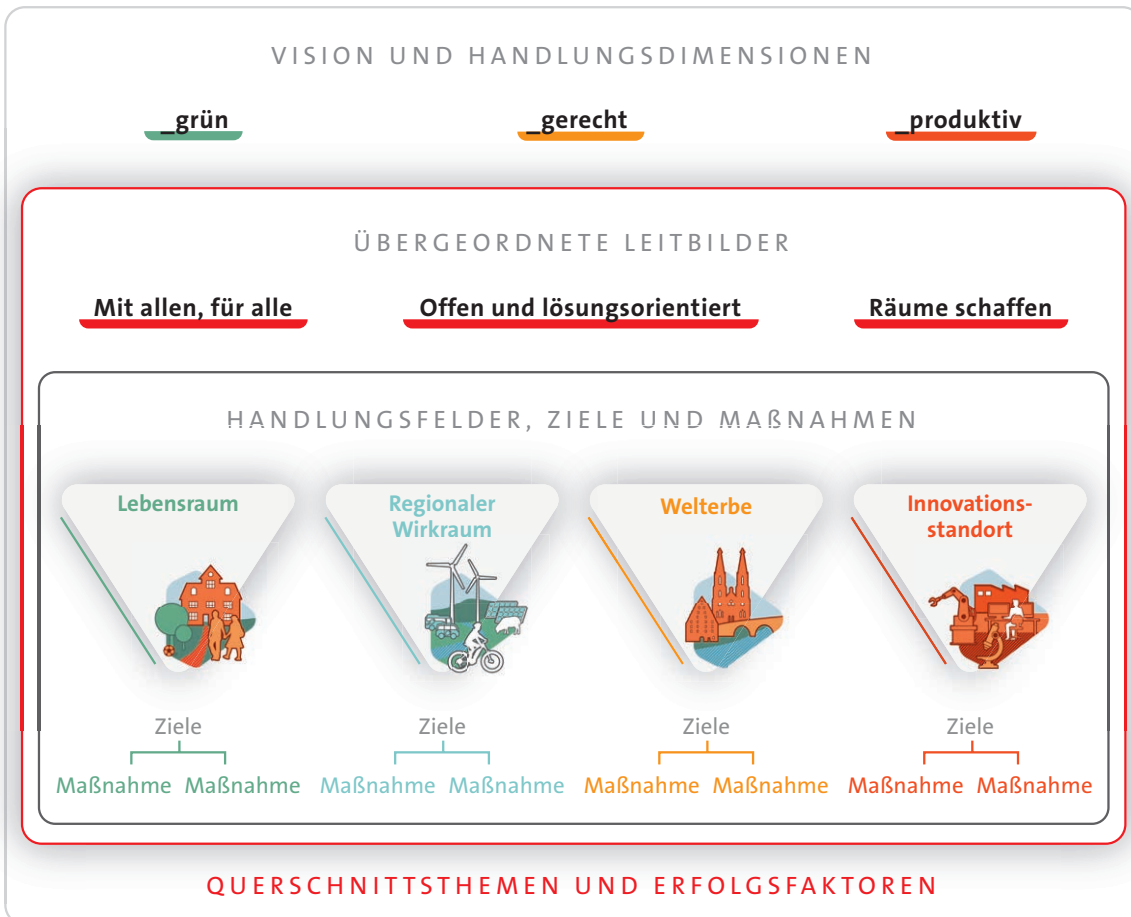 VISION UND HANDLUNGSDIMENSIONEN
_grün _gerecht _produktiv
ÜBERGEORDNETE LEITBILDER
Mit allen, für alle Offen und lösungsorientiert Räume schaffen
HANDLUNGSFELDER, ZIELE UND MAßNAHMEN
Lebensraum
Regionaler
Wirkraum
Welterbe
Innovations-
standort
Ziele Ziele Ziele Ziele
Maßnahme Maßnahme Maßnahme Maßnahme Maßnahme Maßnahme Maßnahme Maßnahme
QUERSCHNITTSTHEMEN UND ERFOLGSFAKTOREN